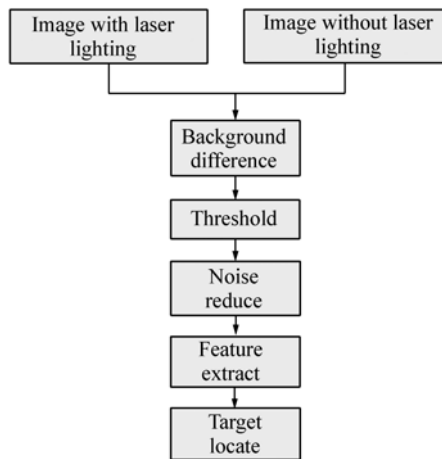 Image with laser
lighting
Image without laser
lighting
Background
difference
Threshold
Noise
reduce
Feature
extract
Target
locate